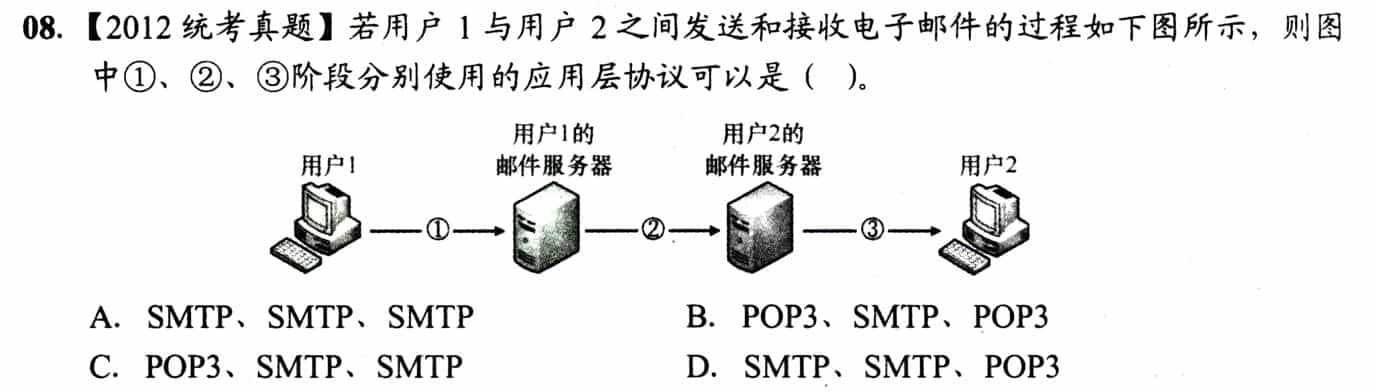 08.【2012 统考真题】若用户 1 与用户 2 之间发送和接收电子邮件的过程如下图所示，则图
中①、②、③阶段分别使用的应用层协议可以是（ ）。
用户1的 用户2的
用户1 邮件服务器 邮件服务器 用户2
① ② ③
A. SMTP、SMTP、SMTP B. POP3、SMTP、POP3
C. POP3、SMTP、SMTP D. SMTP、SMTP、POP3